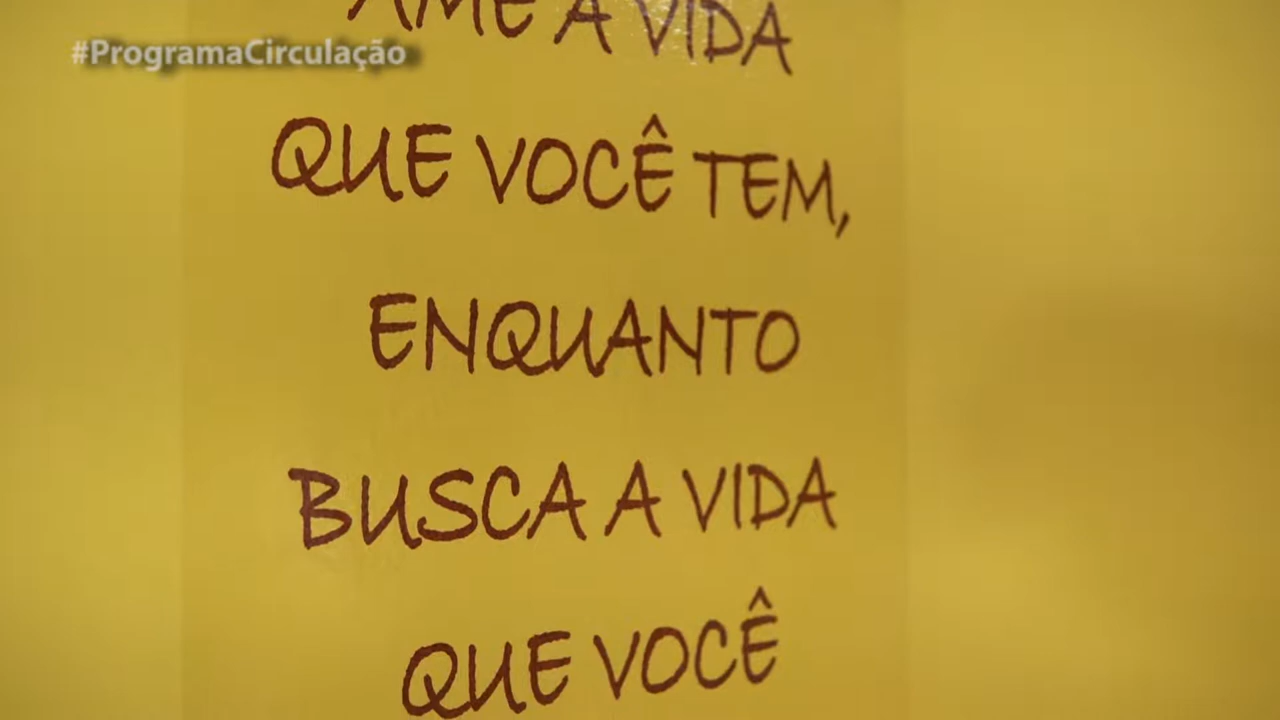 #ProgramaCirculação
AME A VIDA
QUE VOCÊ TEM,
ENQUANTO
BUSCA A VIDA
QUE VOCÊ